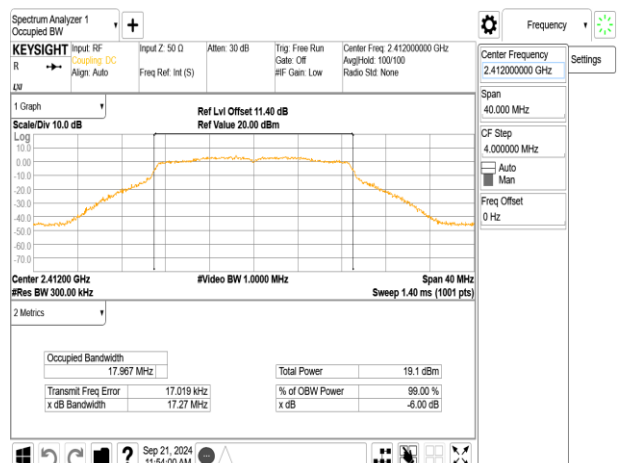 Spectrum Analyzer 1
Occupied BW
Frequency
KEYSIGHT
R
LXI
Input: RF
Coupling: DC
Align: Auto
Input Z: 50 Ω
Freq Ref: Int (S)
Atten: 30 dB
Trig: Free Run
Gate: Off
#IF Gain: Low
Center Freq: 2.412000000 GHz
Avg|Hold: 100/100
Radio Std: None
Center Frequency
2.412000000 GHz
Settings
Span
40.000 MHz
CF Step
4.000000 MHz
Auto
Man
Freq Offset
0 Hz
1 Graph
Scale/Div 10.0 dB
Ref Lvl Offset 11.40 dB
Ref Value 20.00 dBm
Log
10.0
0.00
-10.0
-20.0
-30.0
-40.0
-50.0
-60.0
-70.0
Center 2.41200 GHz
#Res BW 300.00 kHz
#Video BW 1.0000 MHz
Span 40 MHz
Sweep 1.40 ms (1001 pts)
2 Metrics
Occupied Bandwidth
17.967 MHz
Total Power 19.1 dBm
Transmit Freq Error 17.019 kHz
% of OBW Power 99.00 %
x dB Bandwidth 17.27 MHz
x dB -6.00 dB
?
Sep 21, 2024
11:54:00 AM